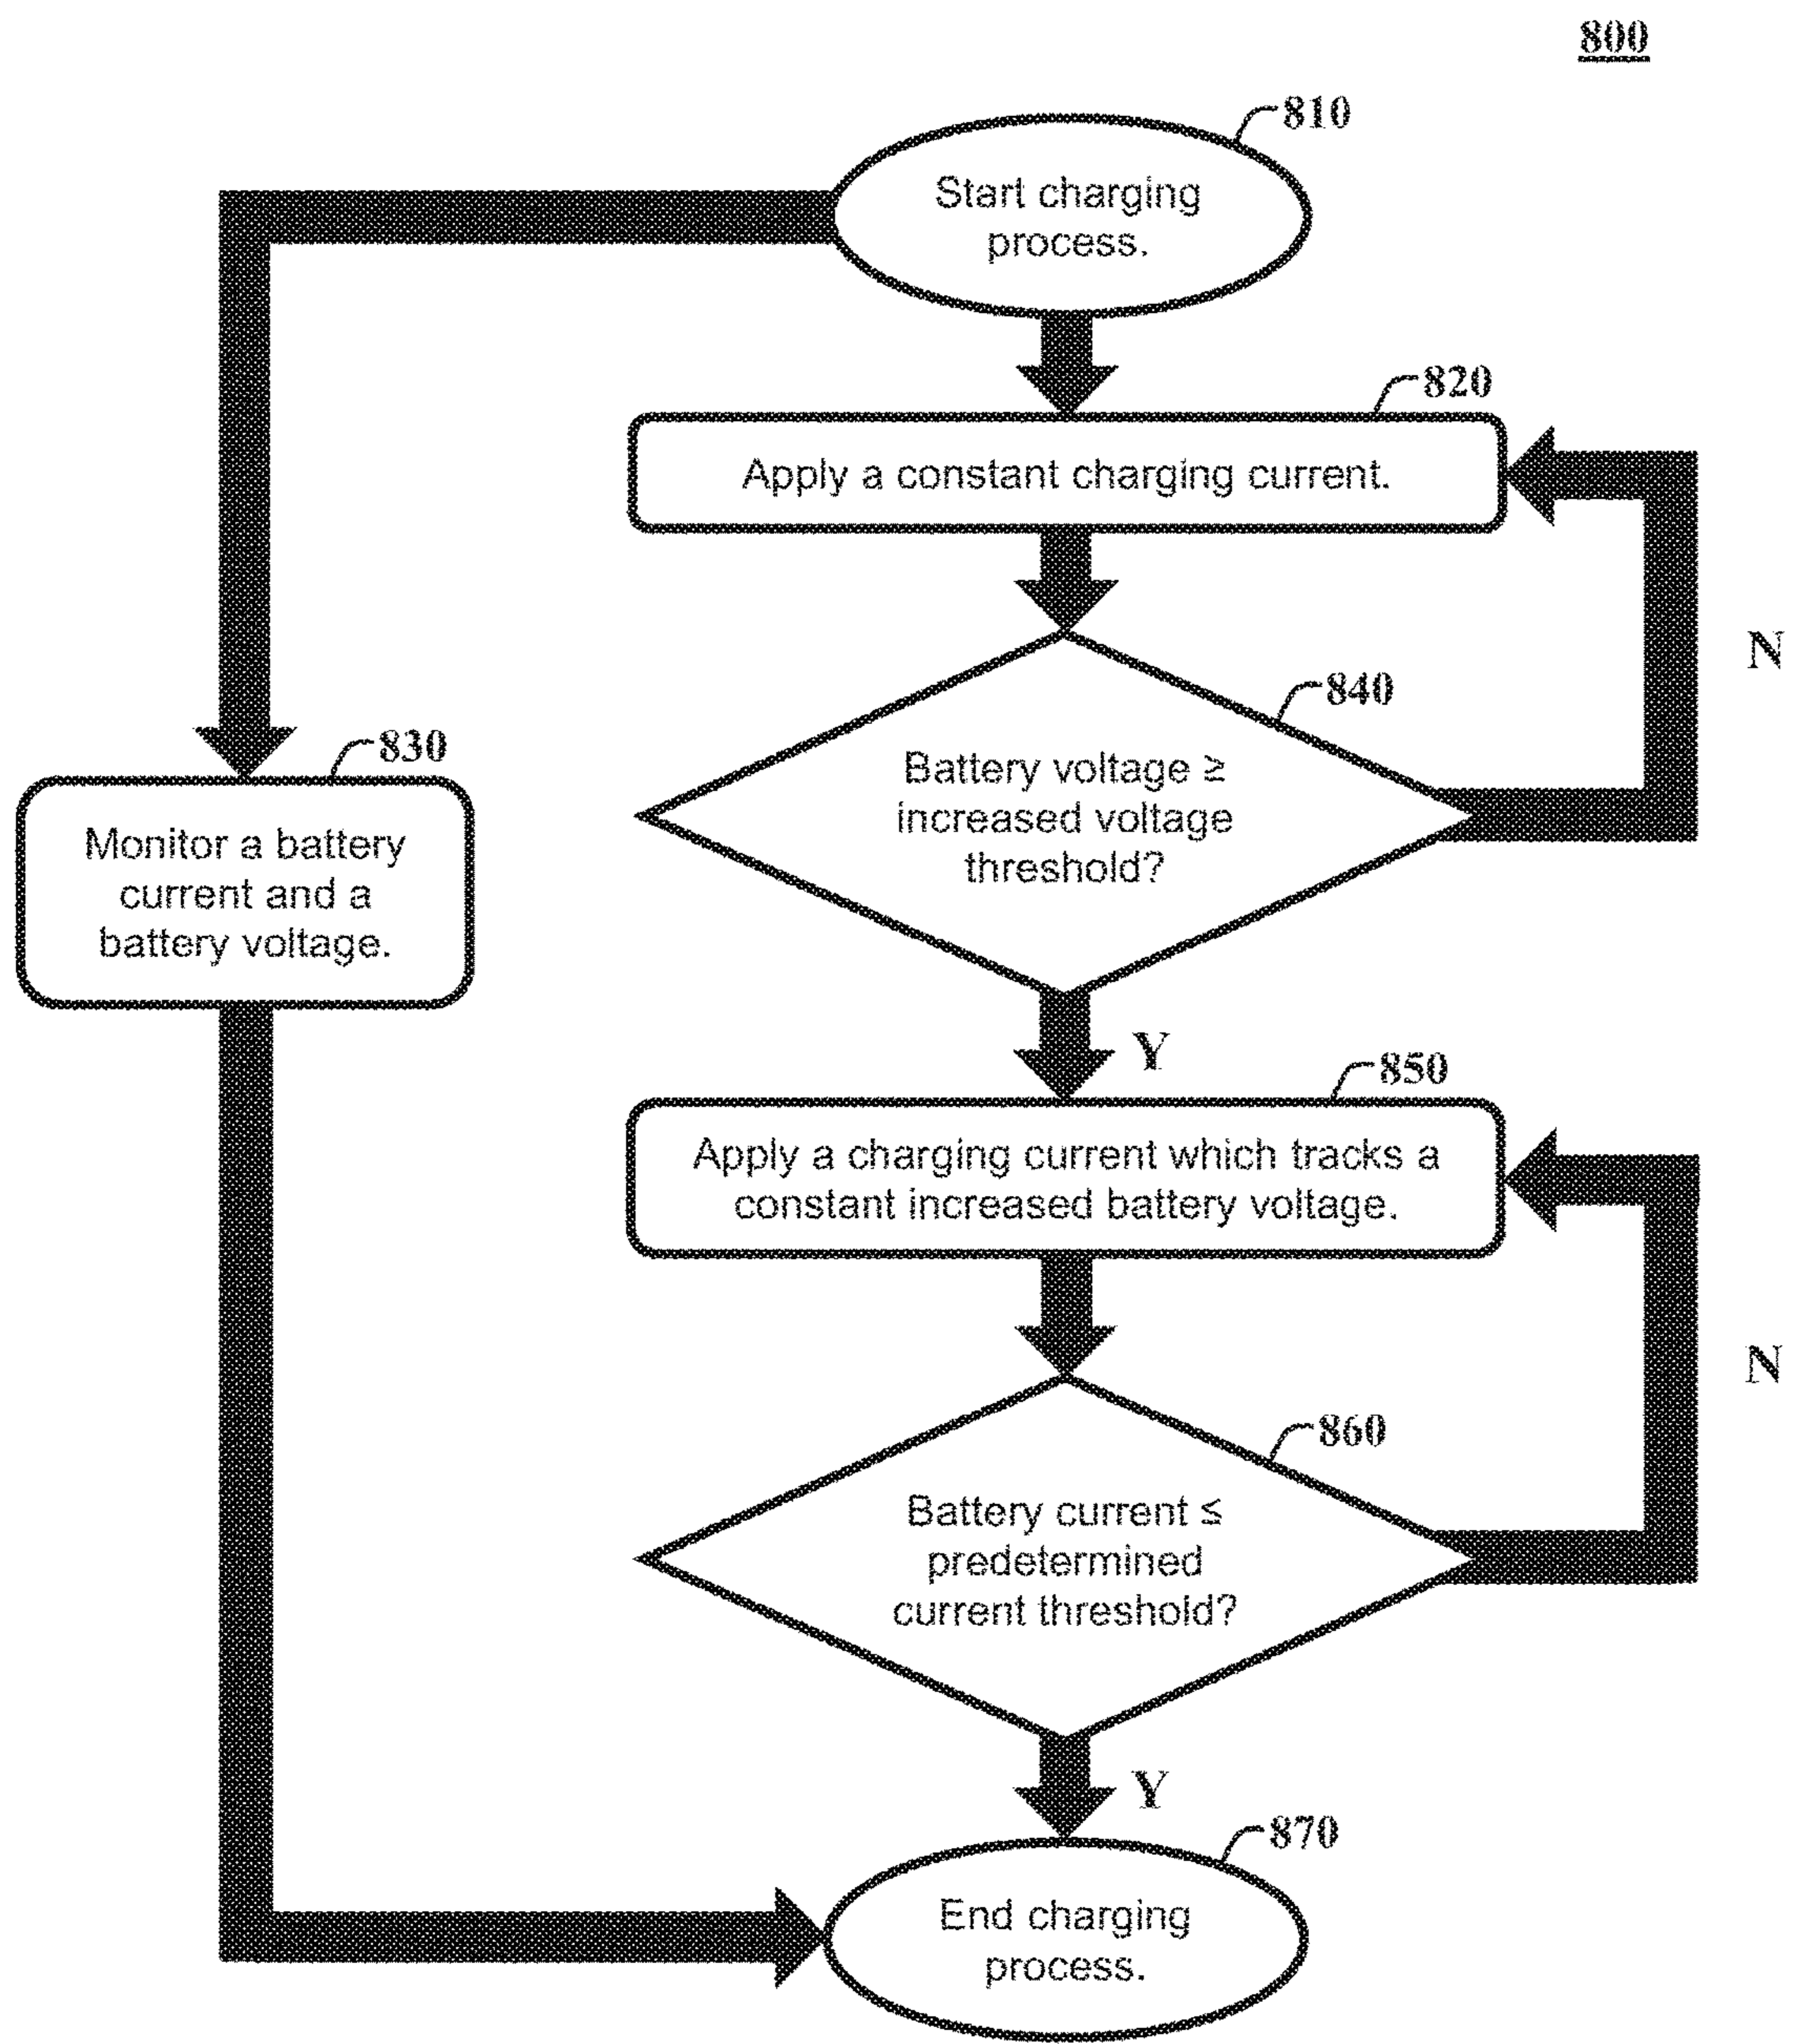 800
810
Start charging
process.
820
Apply a constant charging current.
N
840
830
Battery voltage ≥
increased voltage
threshold?
Monitor a battery
current and a
battery voltage.
Y
850
Apply a charging current which tracks a
constant increased battery voltage.
N
860
Battery current ≤
predetermined
current threshold?
Y
870
End charging
process.